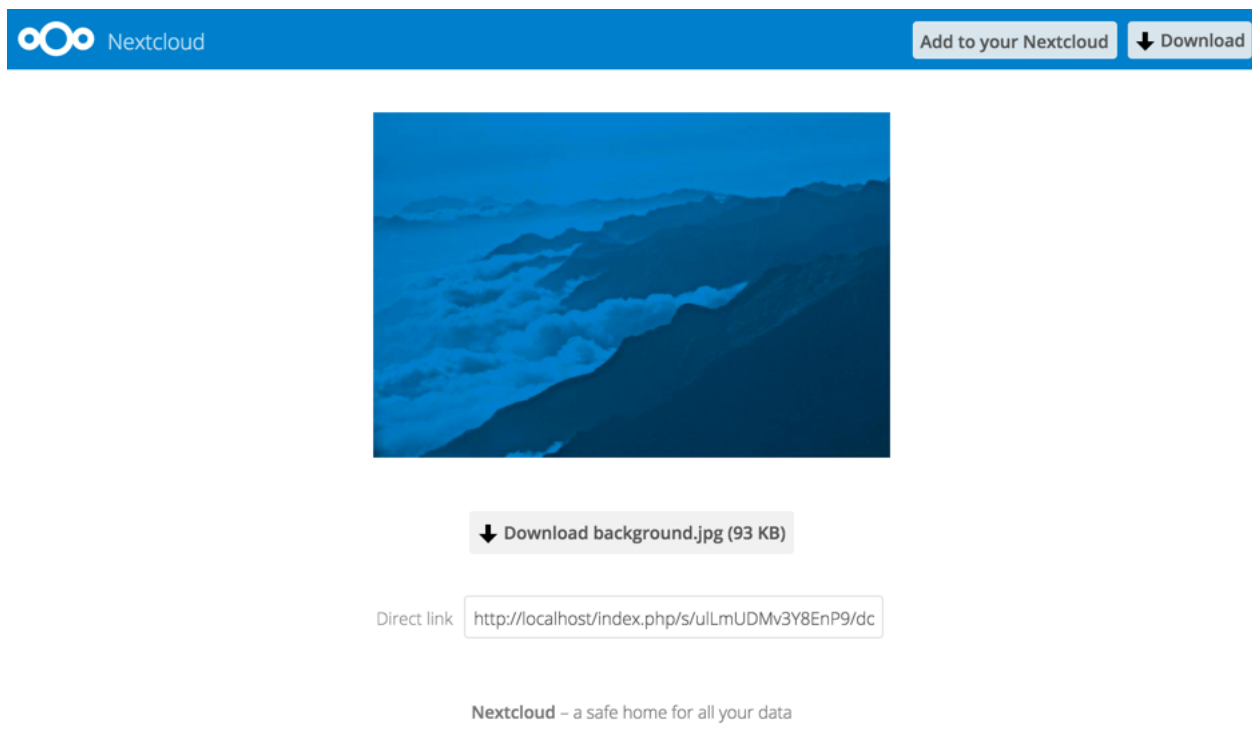 Nextcloud Add to your Nextcloud Download
Download background.jpg (93 KB)
Direct link http://localhost/index.php/s/ulLmUDMv3Y8EnP9/dc
Nextcloud – a safe home for all your data